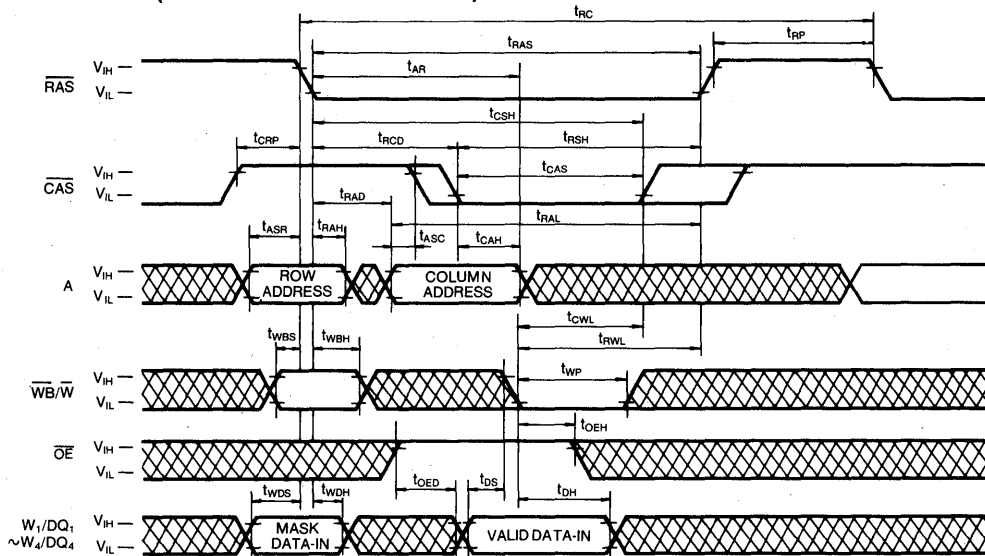 tRC
tRAS
tRP
tAR
RAS
VIH
VIL
tCSH
tCRP
tRCD
tRSH
CAS
VIH
VIL
tCAS
tRAD
tRAL
tASR
tRAH
tASC
tCAH
A
VIH
VIL
ROW
ADDRESS
COLUMN
ADDRESS
tCWL
tWBS
tWBH
tRWL
WB/W
VIH
VIL
tWP
tOEH
OE
VIH
VIL
tWDS
tWDH
tOED
tDS
tDH
W1/DQ1
~W4/DQ4
VIH
VIL
MASK
DATA-IN
VALID DATA-IN